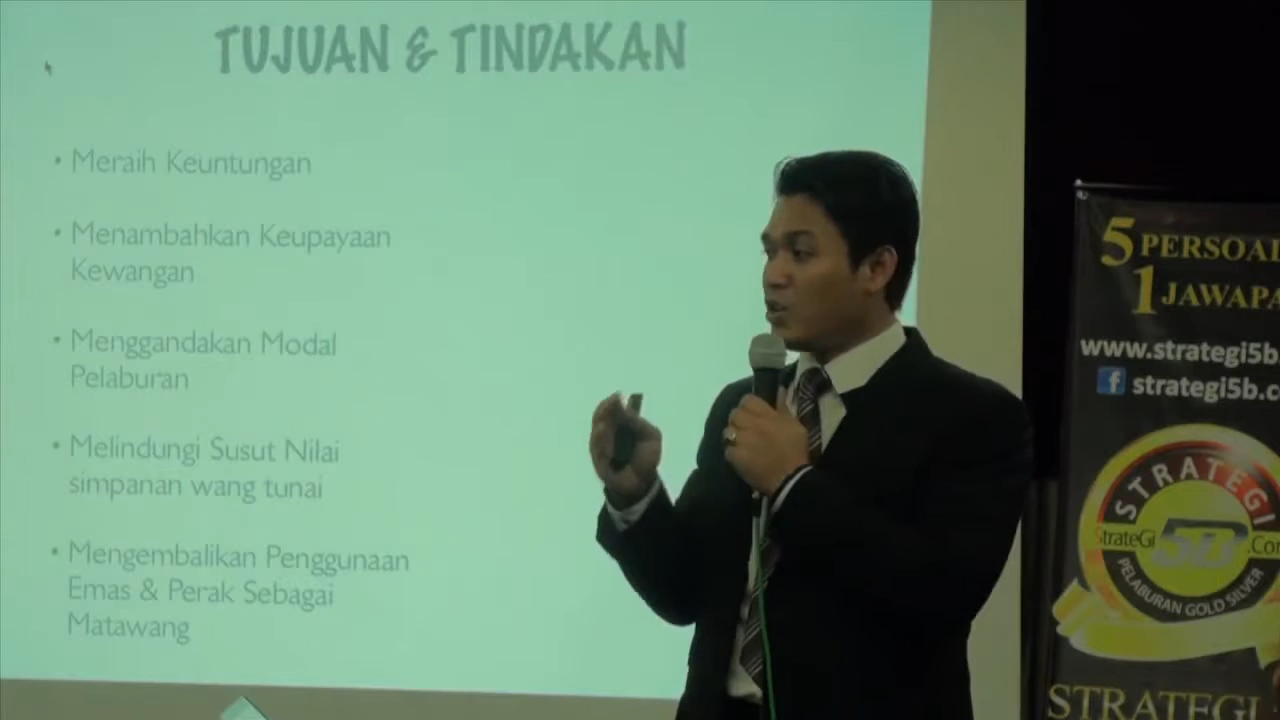 TUJUAN & TINDAKAN
• Meraih Keuntungan
• Menambahkan Keupayaan
Kewangan
• Menggandakan Modal
Pelaburan
• Melindungi Susut Nilai
simpanan wang tunai
• Mengembalikan Penggunaan
Emas & Perak Sebagai
Matawang
5 PERSOAL
1 JAWAPA
www.strategi5b.
strategi5b.c
STRATEGI
StrateGi 5B .Com
PELABURAN GOLD SILVER
STRATEGI